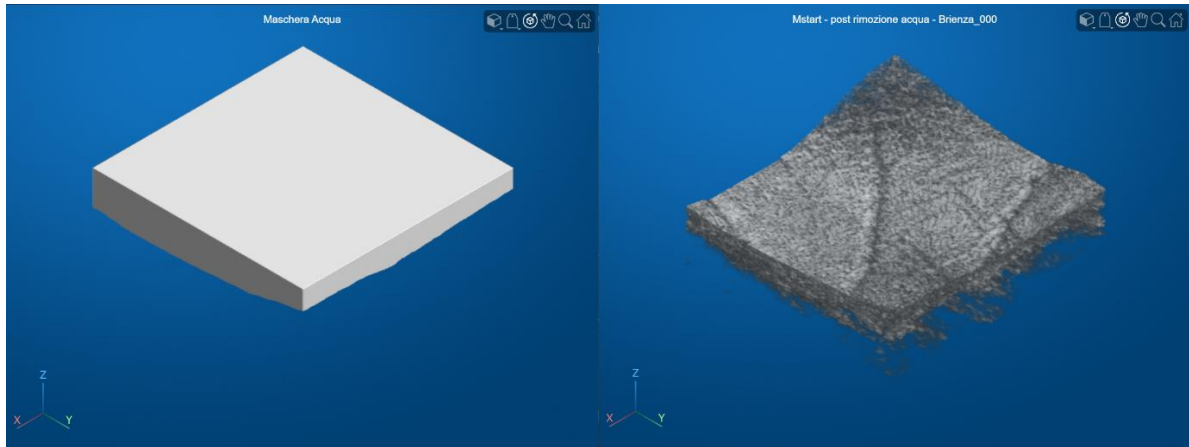 Maschera Acqua
Mstart - post rimozione acqua - Brienza_000
Z
X
Y
Z
X
Y